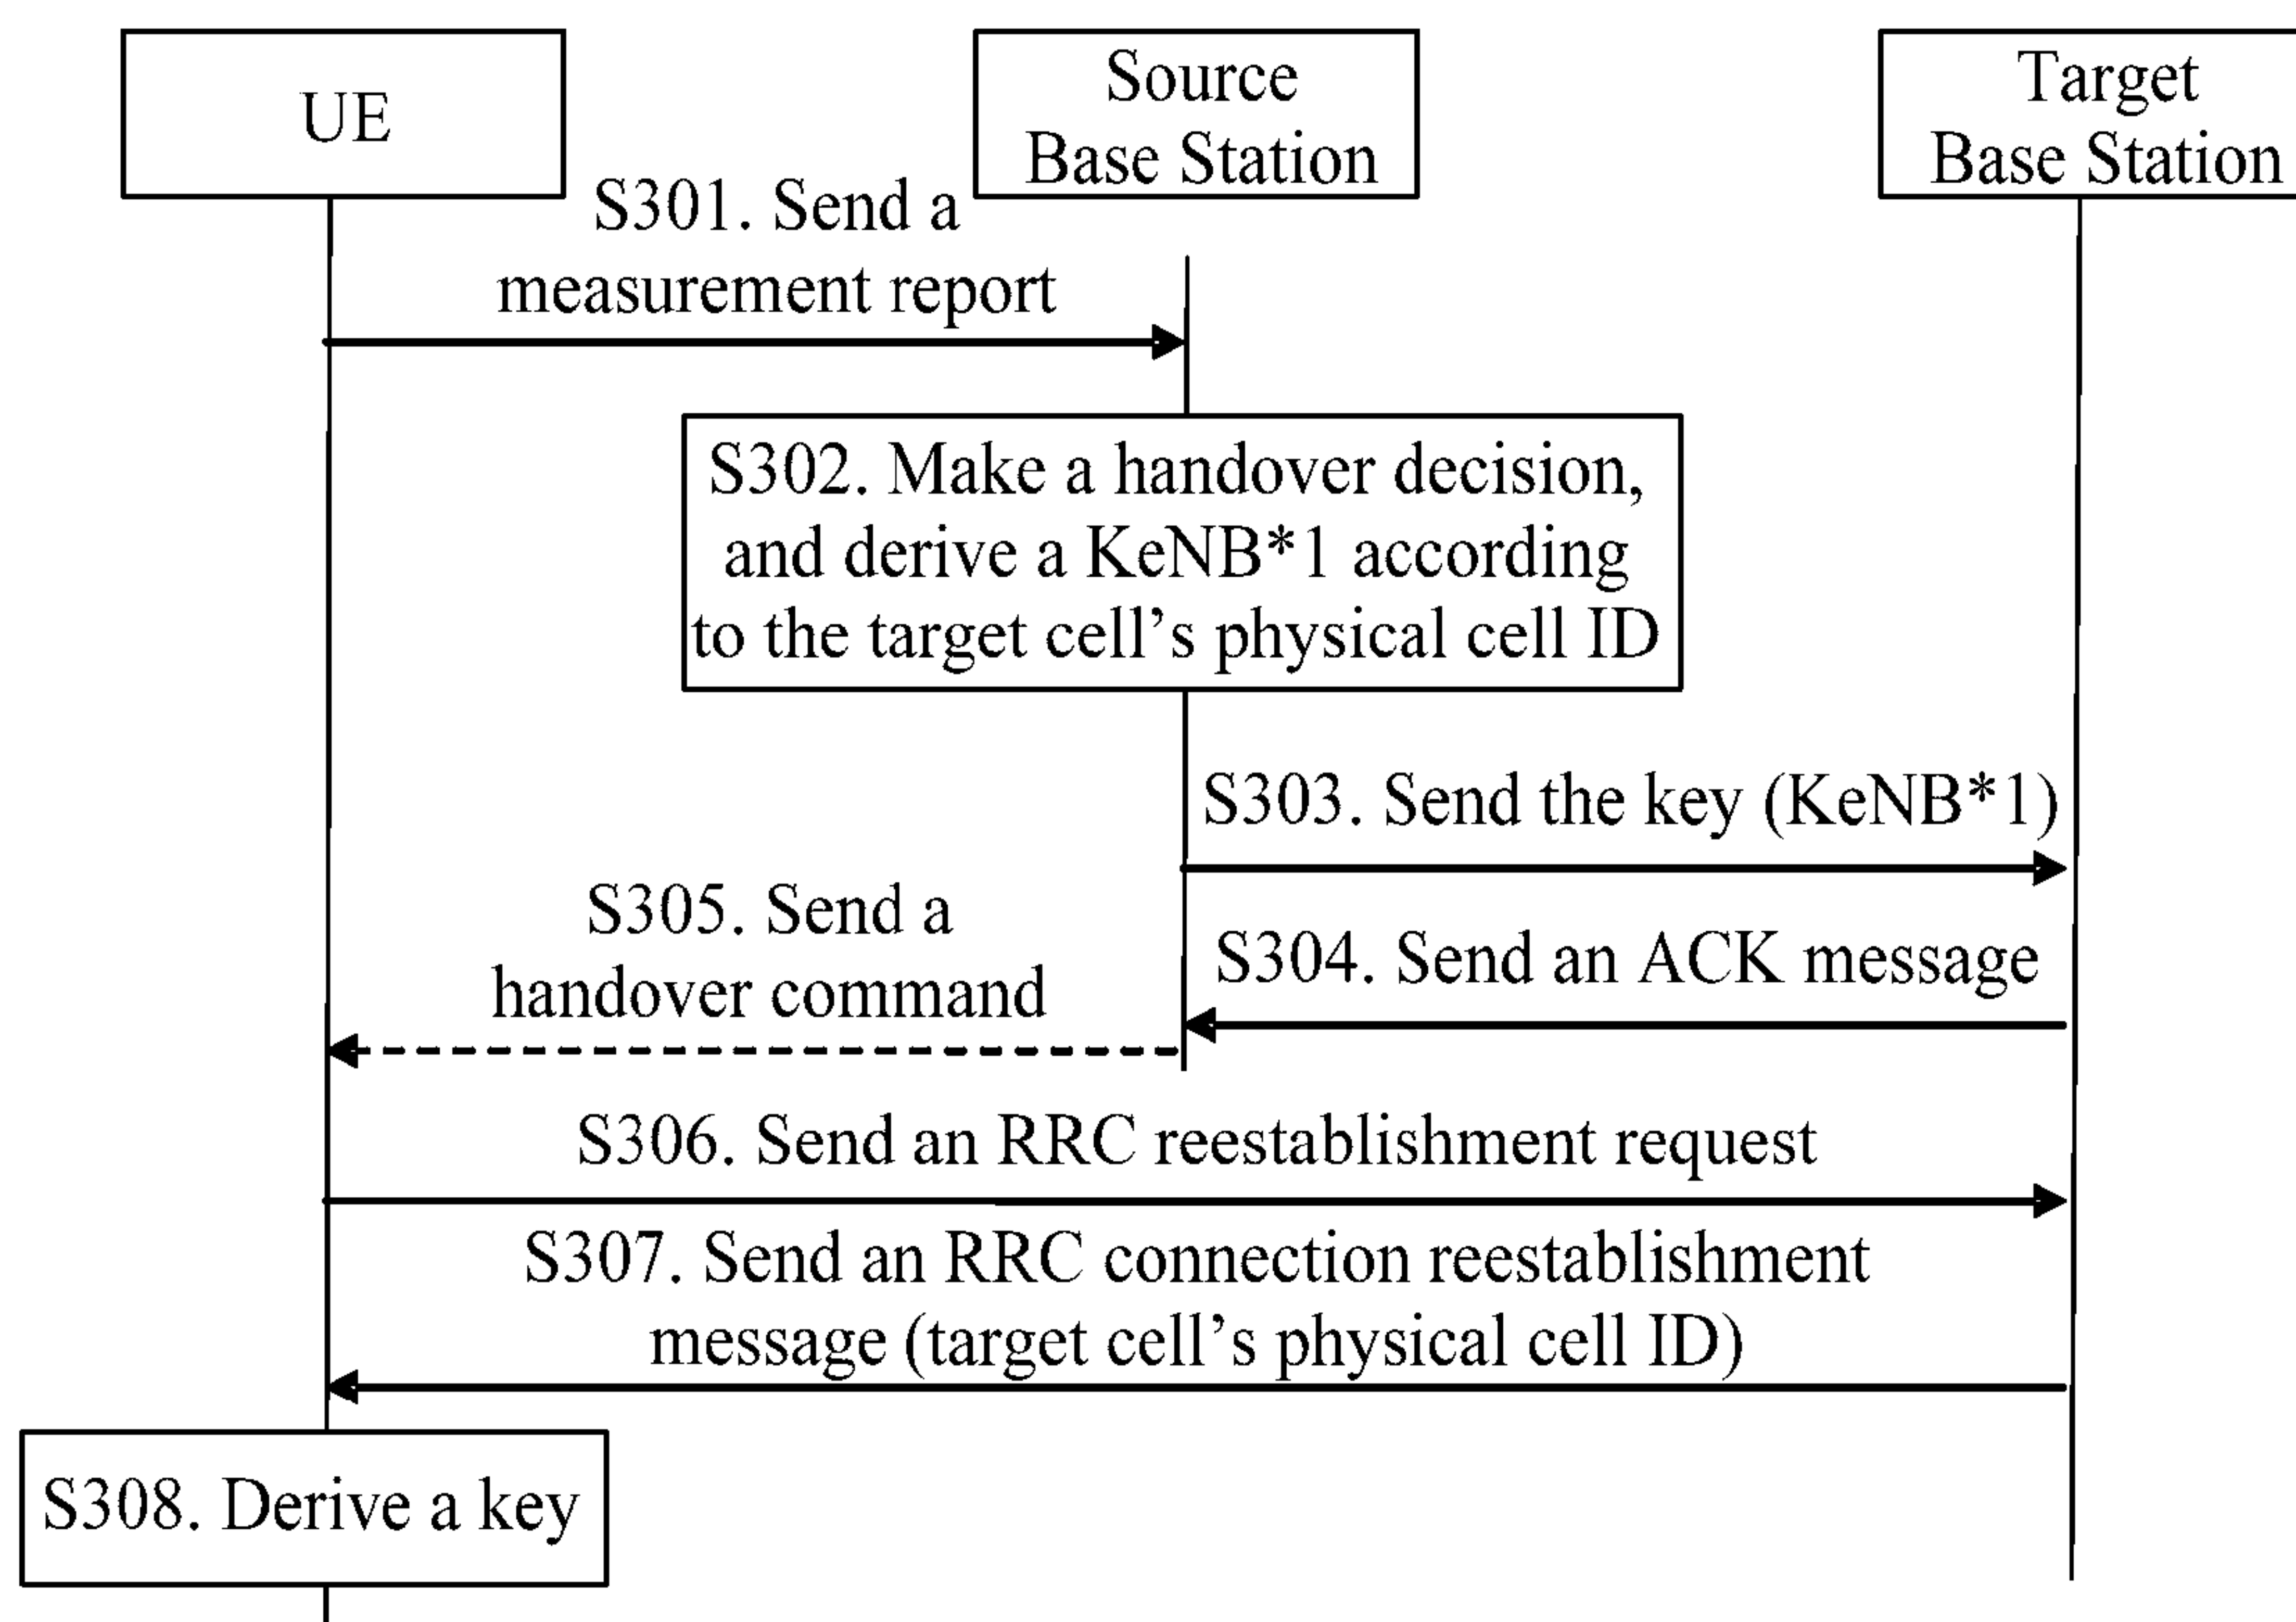 UE
Source
Base Station
Target
Base Station
S301. Send a
measurement report
S302. Make a handover decision,
and derive a KeNB*1 according
to the target cell’s physical cell ID
S303. Send the key (KeNB*1)
S305. Send a
handover command
S304. Send an ACK message
S306. Send an RRC reestablishment request
S307. Send an RRC connection reestablishment
message (target cell’s physical cell ID)
S308. Derive a key